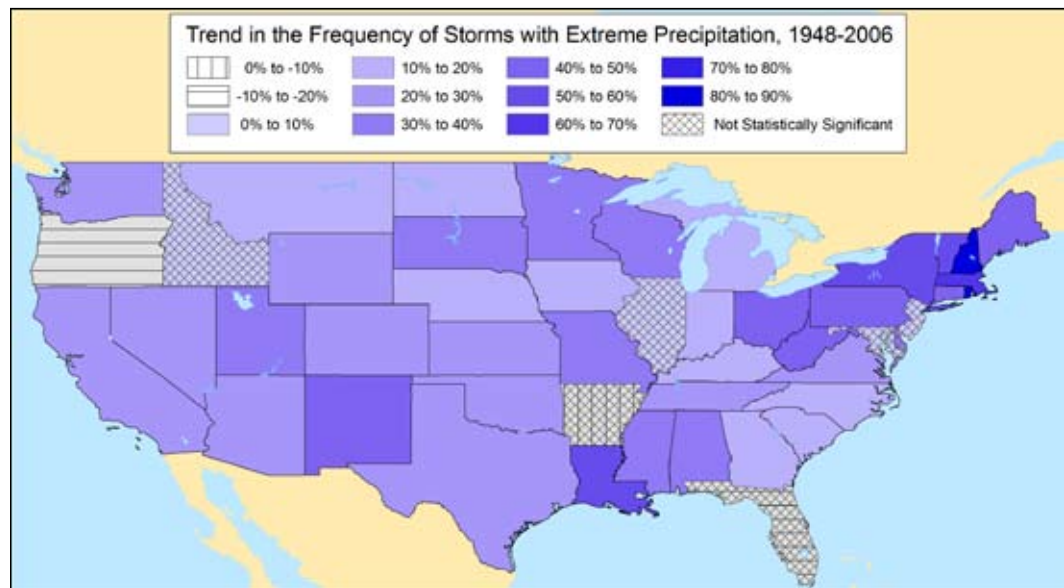 Trend in the Frequency of Storms with Extreme Precipitation, 1948-2006
0% to -10% 10% to 20% 40% to 50% 70% to 80%
-10% to -20% 20% to 30% 50% to 60% 80% to 90%
0% to 10% 30% to 40% 60% to 70% Not Statistically Significant